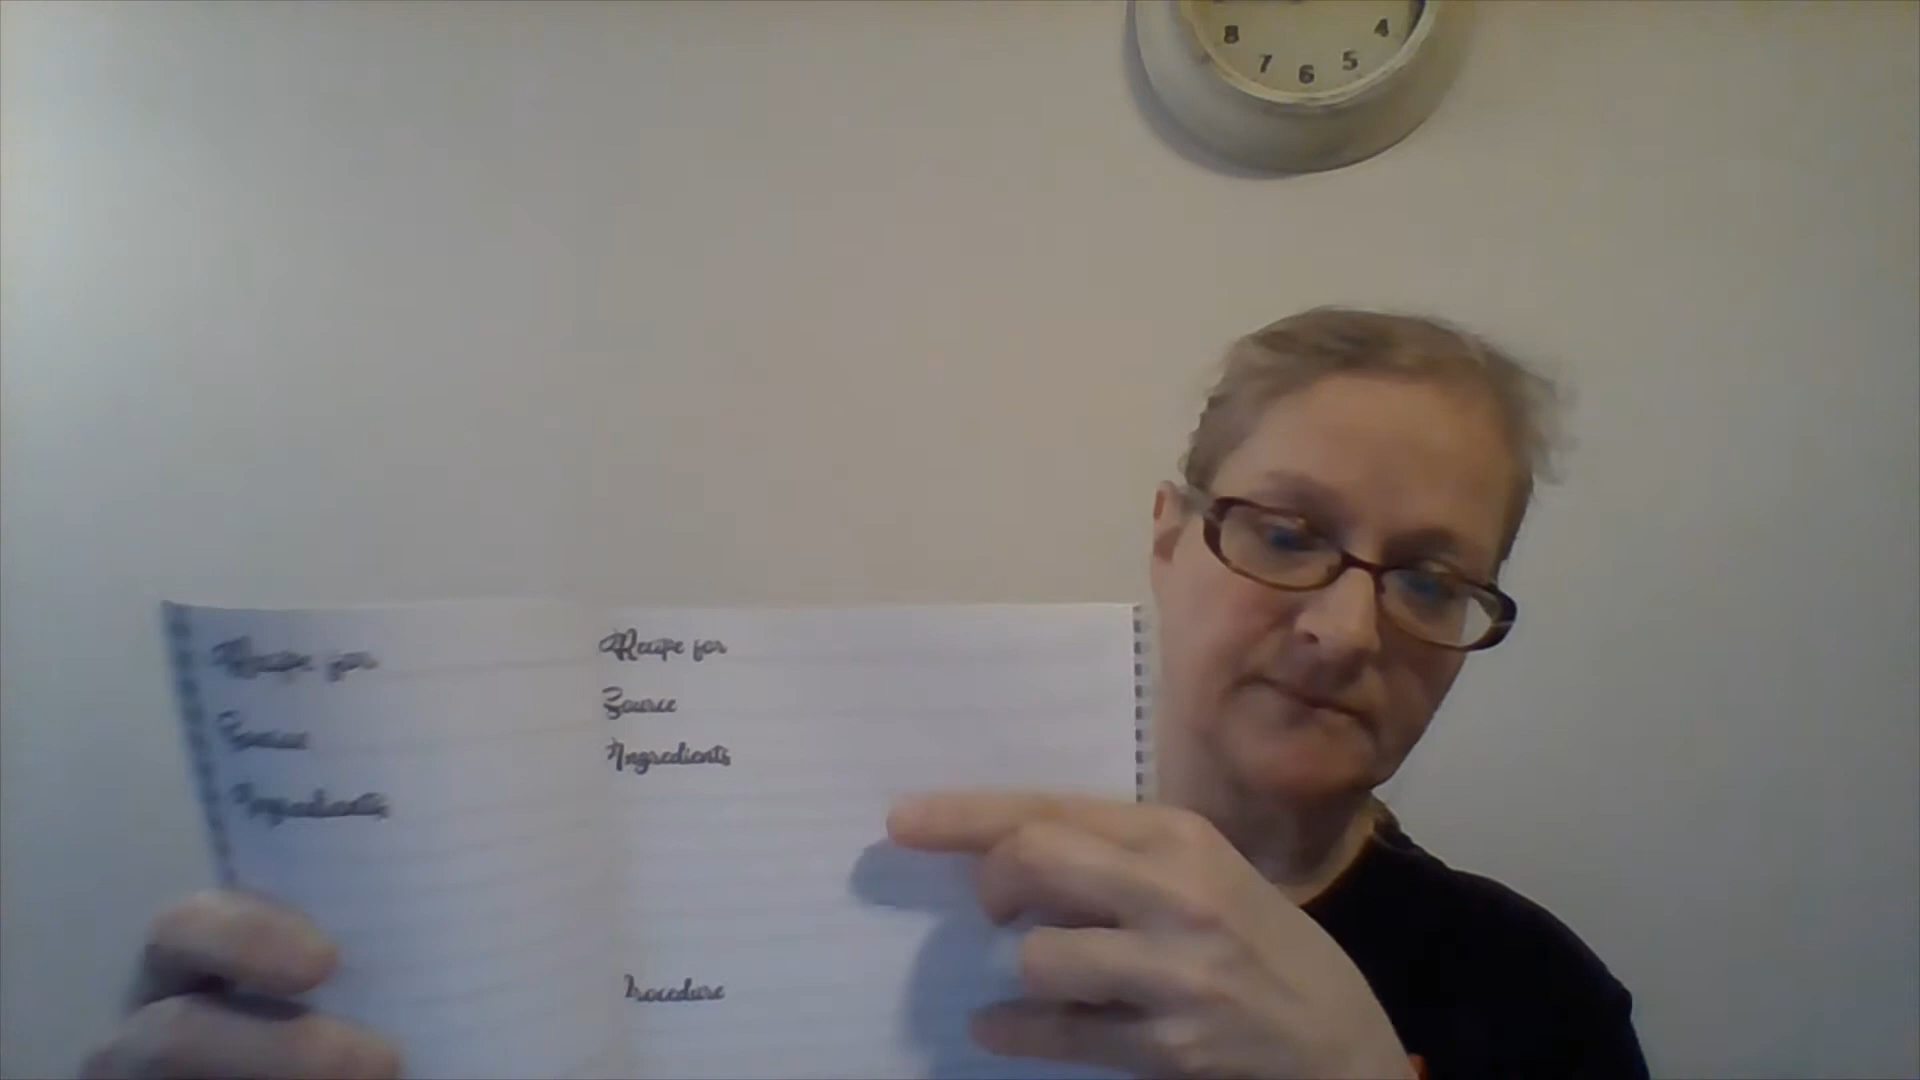 8 4
7 5
6
Recipe for
Source
Ingredients
Recipe for
Source
Ingredients
Procedure